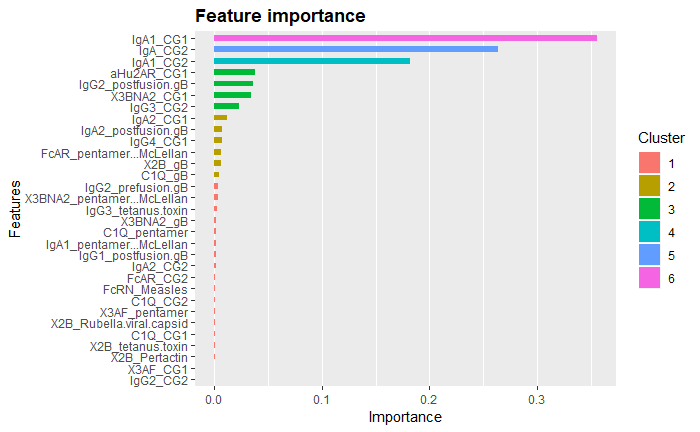 Feature importance
IgA1_CG1
IgA_CG2
IgA1_CG2
aHu2AR_CG1
IgG2_postfusion.gB
X3BNA2_CG1
IgG3_CG2
IgA2_CG1
IgA2_postfusion.gB
IgG4_CG1
FcAR_pentamer...McLellan
X2B_gB
C1Q_gB
IgG2_prefusion.gB
X3BNA2_pentamer...McLellan
IgG3_tetanus.toxin
X3BNA2_gB
C1Q_pentamer
IgA1_pentamer...McLellan
IgG1_postfusion.gB
IgA2_CG2
FcAR_CG2
FcRN_Measles
C1Q_CG2
X3AF_pentamer
X2B_Rubella.viral.capsid
C1Q_CG1
X2B_tetanus.toxin
X2B_Pertactin
X3AF_CG1
IgG2_CG2
Features
0.0 0.1 0.2 0.3
Importance
Cluster
1
2
3
4
5
6